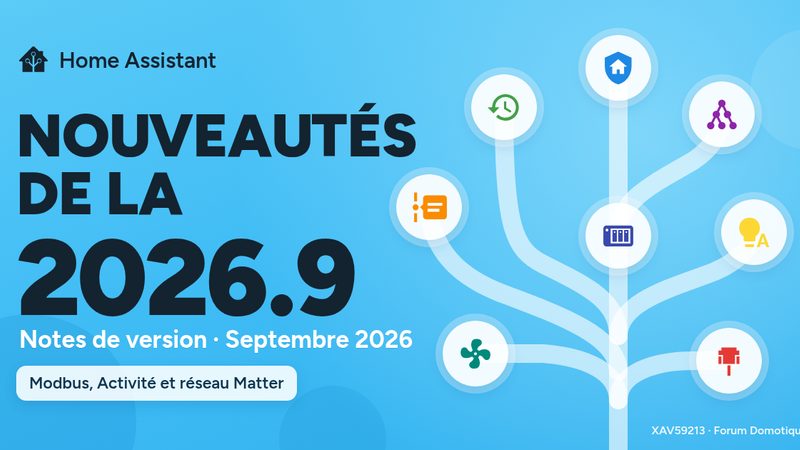 Home Assistant
NOUVEAUTÉS
DE LA
2026.9
Notes de version · Septembre 2026
Modbus, Activité et réseau Matter
A
XAV59213 · Forum Domotiqu